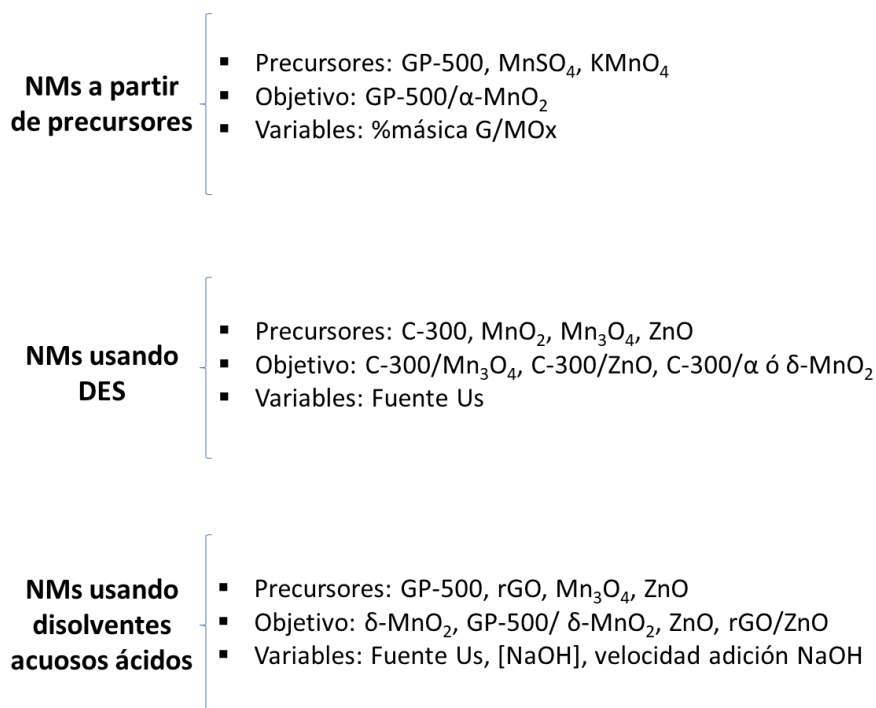 NMs a partir
de precursores
▪ Precursores: GP-500, MnSO₄, KMnO₄
▪ Objetivo: GP-500/α-MnO₂
▪ Variables: %másica G/MOx
NMs usando
DES
▪ Precursores: C-300, MnO₂, Mn₃O₄, ZnO
▪ Objetivo: C-300/Mn₃O₄, C-300/ZnO, C-300/α ó δ-MnO₂
▪ Variables: Fuente Us
NMs usando
disolventes
acuosos ácidos
▪ Precursores: GP-500, rGO, Mn₃O₄, ZnO
▪ Objetivo: δ-MnO₂, GP-500/ δ-MnO₂, ZnO, rGO/ZnO
▪ Variables: Fuente Us, [NaOH], velocidad adición NaOH